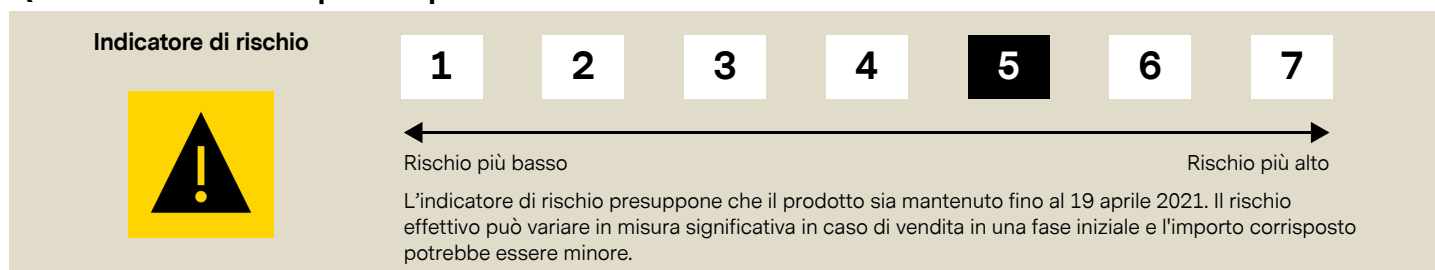 Indicatore di rischio
1 2 3 4 5 6 7
Rischio più basso Rischio più alto
L'indicatore di rischio presuppone che il prodotto sia mantenuto fino al 19 aprile 2021. Il rischio
effettivo può variare in misura significativa in caso di vendita in una fase iniziale e l'importo corrisposto
potrebbe essere minore.